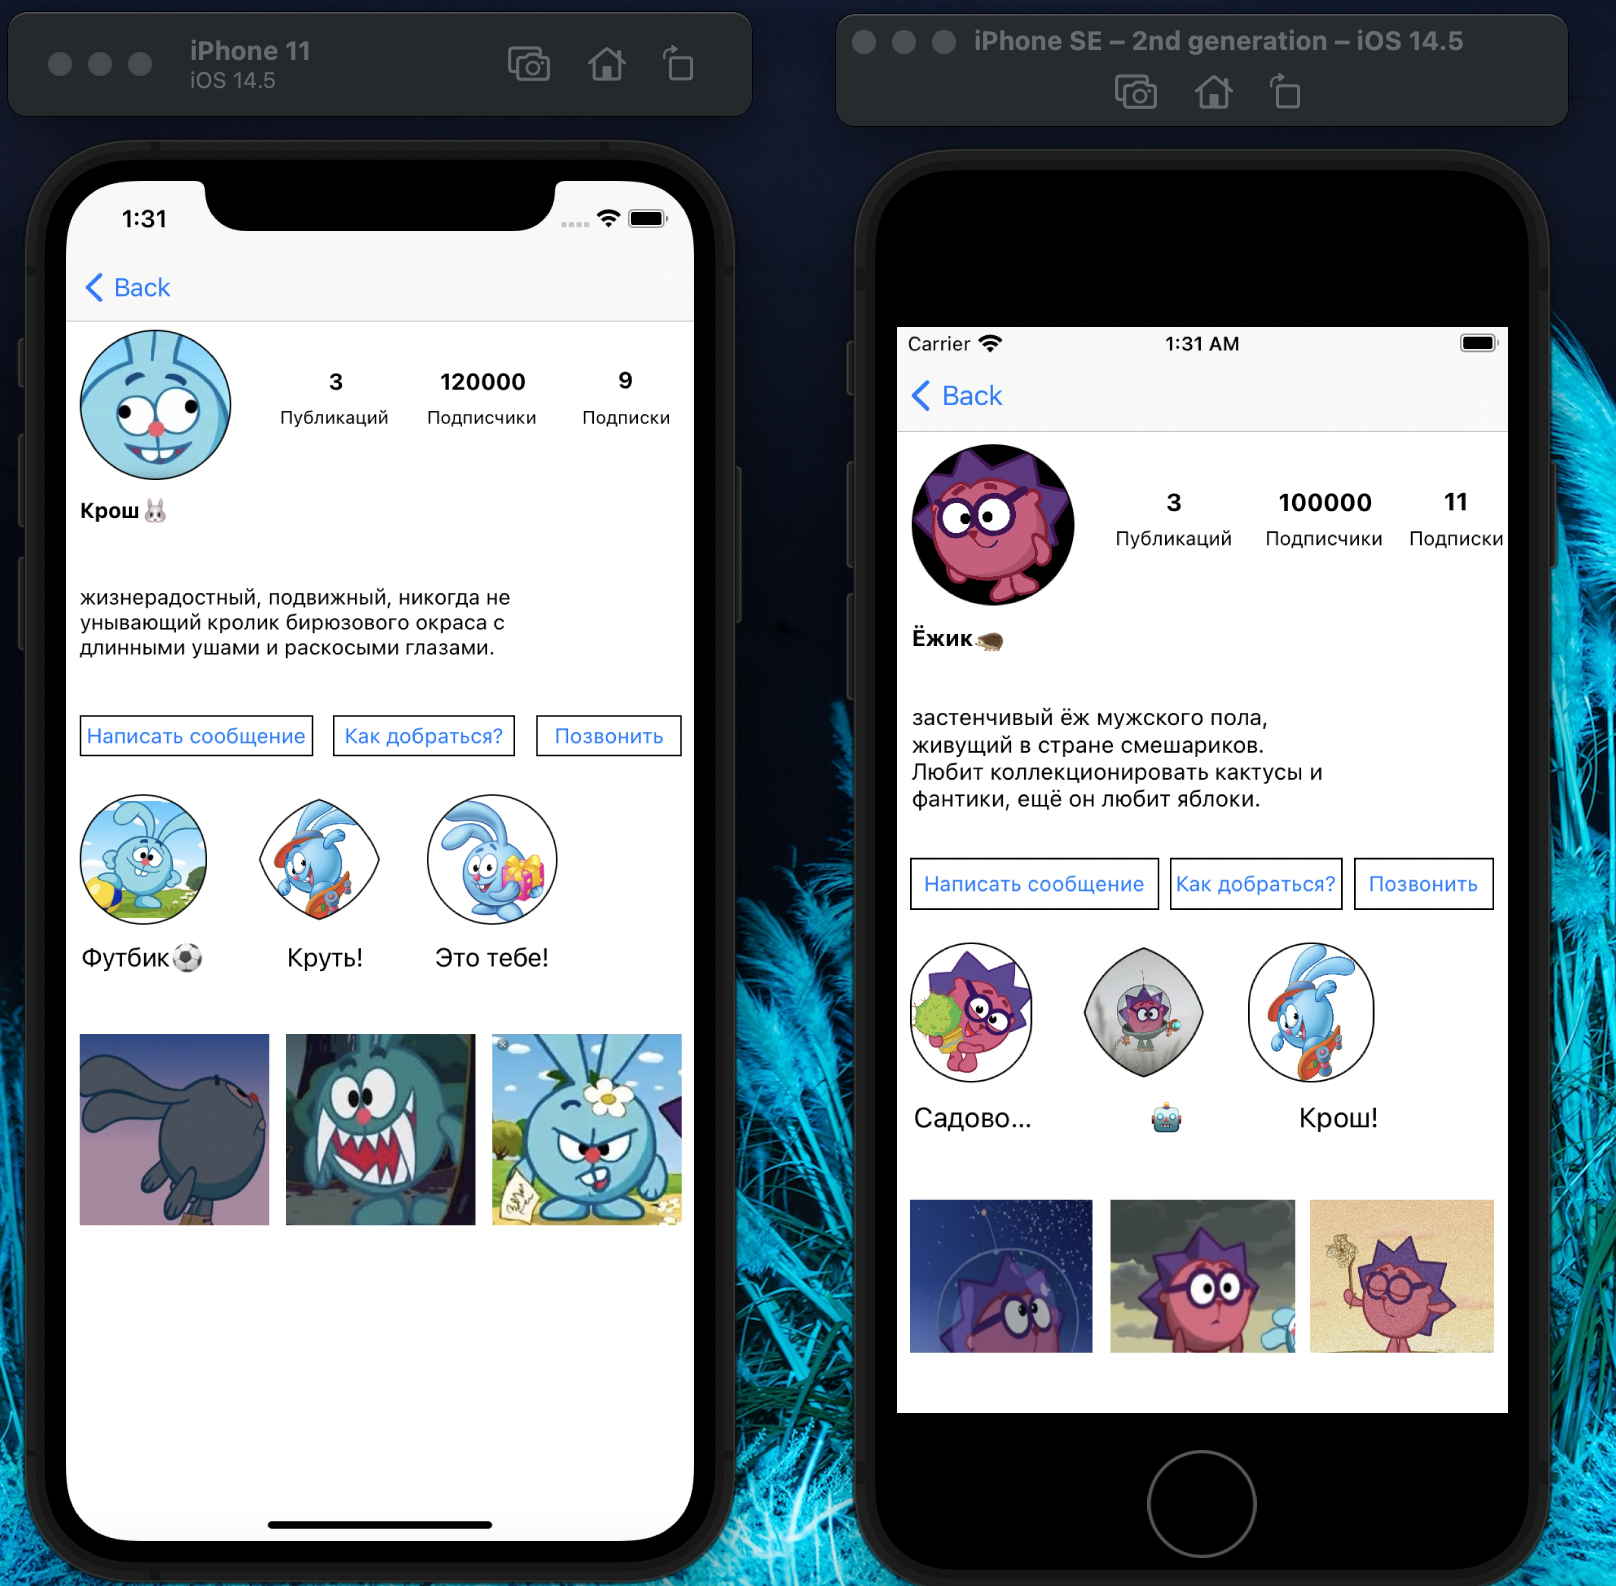 iPhone 11
iOS 14.5
1:31
Back
3
120000
9
Публикаций
Подписчики
Подписки
Крош🐰
жизнерадостный, подвижный, никогда не
унывающий кролик бирюзового окраса с
длинными ушами и раскосыми глазами.
Написать сообщение
Как добраться?
Позвонить
Футбик⚽
Круть!
Это тебе!
iPhone SE – 2nd generation – iOS 14.5
Carrier
1:31 AM
Back
3
100000
11
Публикаций
Подписчики
Подписки
Ёжик🦔
застенчивый ёж мужского пола,
живущий в стране смешариков.
Любит коллекционировать кактусы и
фантики, ещё он любит яблоки.
Написать сообщение
Как добраться?
Позвонить
Садово...
🤖
Крош!